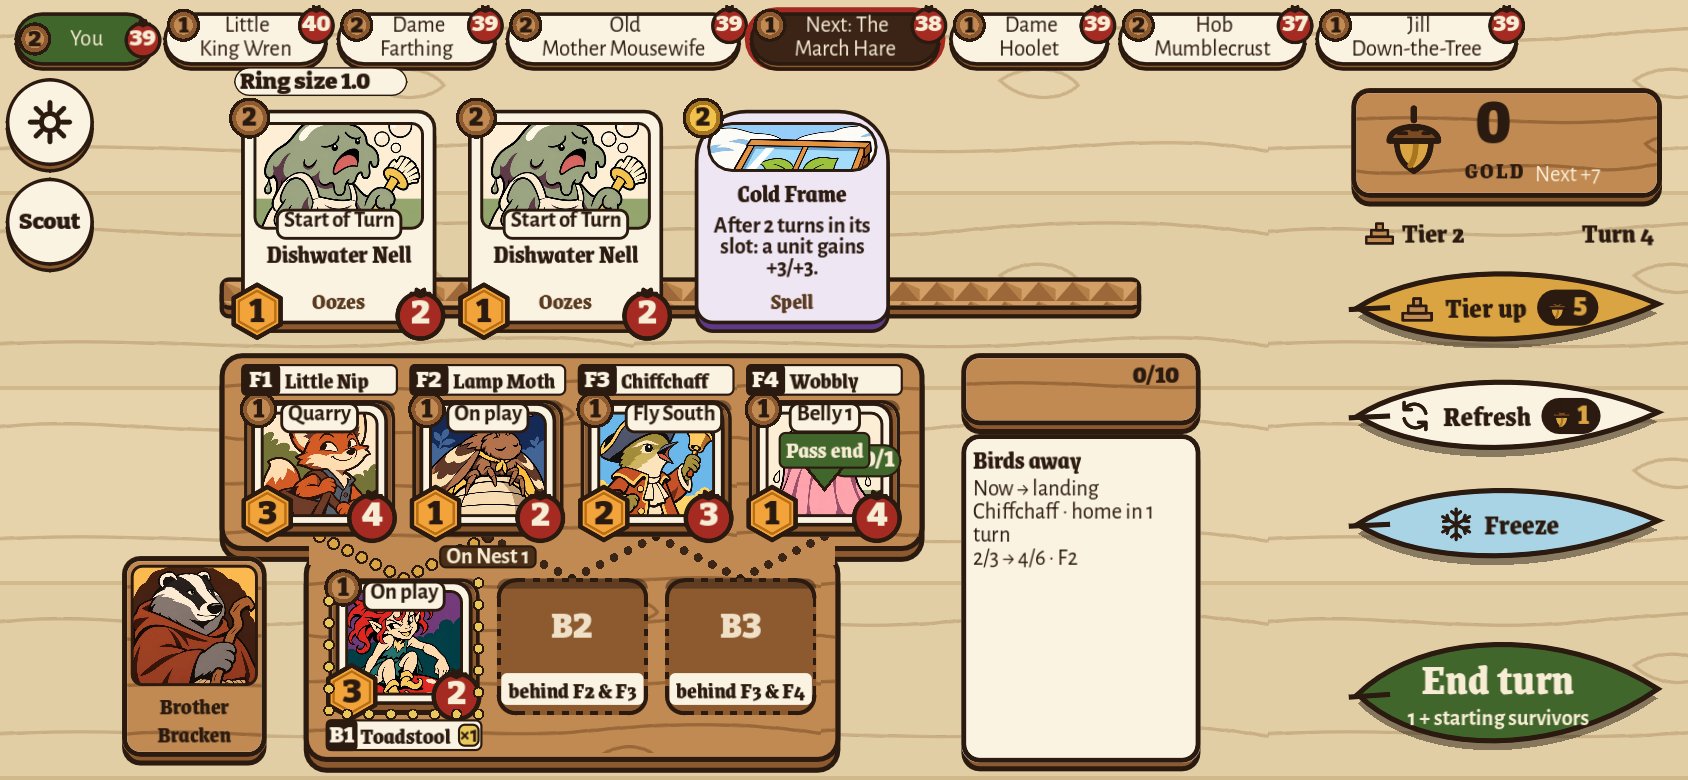 2 You 39
1 Little King Wren 40
2 Dame Farthing 39
2 Old Mother Mousewife 39
1 Next: The March Hare 38
1 Dame Hoolet 39
2 Hob Mumblecrust 37
1 Jill Down-the-Tree 39
Ring size 1.0
Scout
2
Start of Turn
Dishwater Nell
Oozes
1
2
2
Start of Turn
Dishwater Nell
Oozes
1
2
2
Cold Frame
After 2 turns in its
slot: a unit gains
+3/+3.
Spell
0
GOLD Next +7
Tier 2
Turn 4
Tier up 5
Refresh 1
Freeze
End turn
1 + starting survivors
F1 Little Nip
1
Quarry
3
4
F2 Lamp Moth
1
On play
1
2
F3 Chiffchaff
1
Fly South
2
3
F4 Wobbly
1
Belly 1
Pass end
/1
1
4
On Nest 1
1
On play
3
2
B1 Toadstool ×1
B2
behind F2 & F3
B3
behind F3 & F4
Brother
Bracken
0/10
Birds away
Now → landing
Chiffchaff · home in 1
turn
2/3 → 4/6 · F2